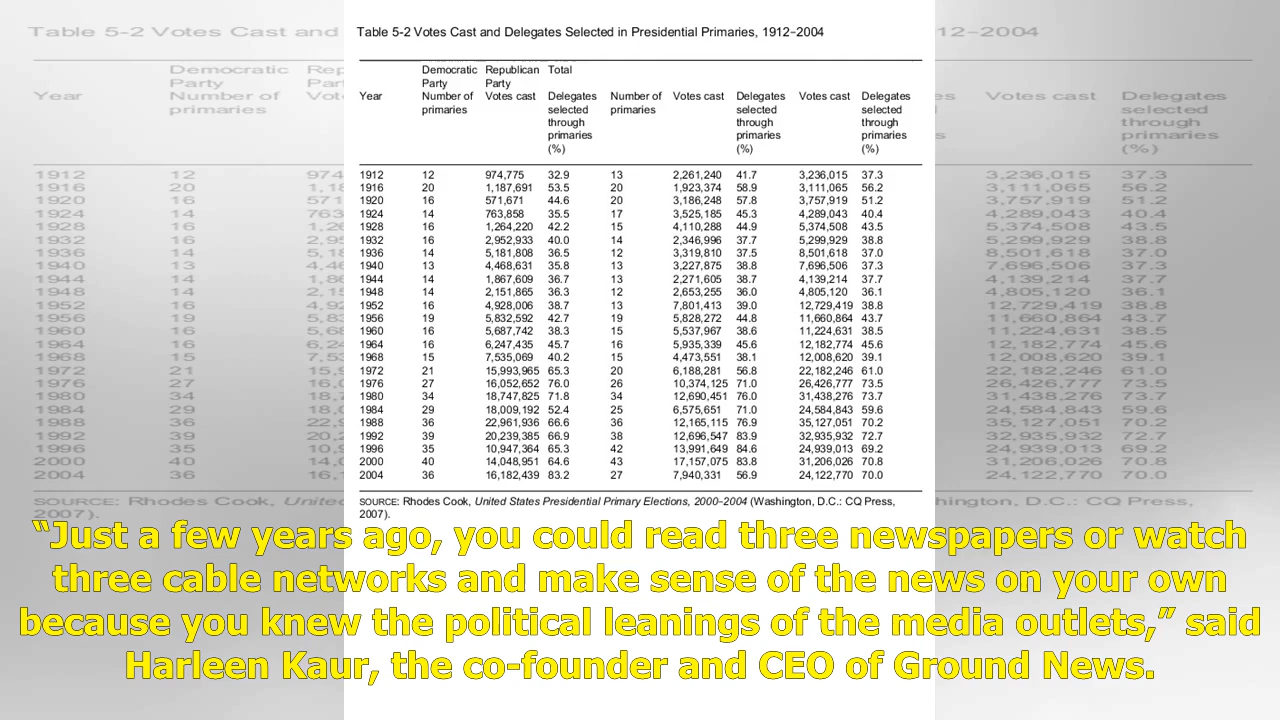 Table 5-2 Votes Cast and Delegates Selected in Presidential Primaries, 1912–2004
Democratic Republican Total
Party Party
Year Number of Votes cast Delegates Number of Votes cast Delegates Votes cast Delegates
primaries selected primaries selected selected
through through through
primaries primaries primaries
(%) (%) (%)
1912 12 974,775 32.9 13 2,261,240 41.7 3,236,015 37.3
1916 20 1,187,691 53.5 20 1,923,374 58.9 3,111,065 56.2
1920 16 571,671 44.6 20 3,186,248 57.8 3,757,919 51.2
1924 14 763,858 35.5 17 3,525,185 45.3 4,289,043 40.4
1928 16 1,264,220 42.2 15 4,110,288 44.9 5,374,508 43.5
1932 16 2,952,933 40.0 14 2,346,996 37.7 5,299,929 38.8
1936 14 5,181,808 36.5 12 3,319,810 37.5 8,501,618 37.0
1940 13 4,468,631 35.8 13 3,227,875 38.8 7,696,506 37.3
1944 14 1,867,609 36.7 13 2,271,605 38.7 4,139,214 37.7
1948 14 2,151,865 36.3 12 2,653,255 36.0 4,805,120 36.1
1952 16 4,928,006 38.7 13 7,801,413 39.0 12,729,419 38.8
1956 19 5,832,592 42.7 19 5,828,272 44.8 11,660,864 43.7
1960 16 5,687,742 38.3 15 5,537,967 38.6 11,224,631 38.5
1964 16 6,247,435 45.7 16 5,935,339 45.6 12,182,774 45.6
1968 15 7,535,069 40.2 15 4,473,551 38.1 12,008,620 39.1
1972 21 15,993,965 65.3 20 6,188,281 56.8 22,182,246 61.0
1976 27 16,052,652 76.0 26 10,374,125 71.0 26,426,777 73.5
1980 34 18,747,825 71.8 34 12,690,451 76.0 31,438,276 73.7
1984 29 18,009,192 52.4 25 6,575,651 71.0 24,584,843 59.6
1988 36 22,961,936 66.6 36 12,165,115 76.9 35,127,051 70.2
1992 39 20,239,385 66.9 38 12,696,547 83.9 32,935,932 72.7
1996 35 10,947,364 65.3 42 13,991,649 84.6 24,939,013 69.2
2000 40 14,048,951 64.6 43 17,157,075 83.8 31,206,026 70.8
2004 36 16,182,439 83.2 27 7,940,331 56.9 24,122,770 70.0
SOURCE: Rhodes Cook, United States Presidential Primary Elections, 2000–2004 (Washington, D.C.: CQ Press,
2007).
“Just a few years ago, you could read three newspapers or watch
three cable networks and make sense of the news on your own
because you knew the political leanings of the media outlets,” said
Harleen Kaur, the co-founder and CEO of Ground News.